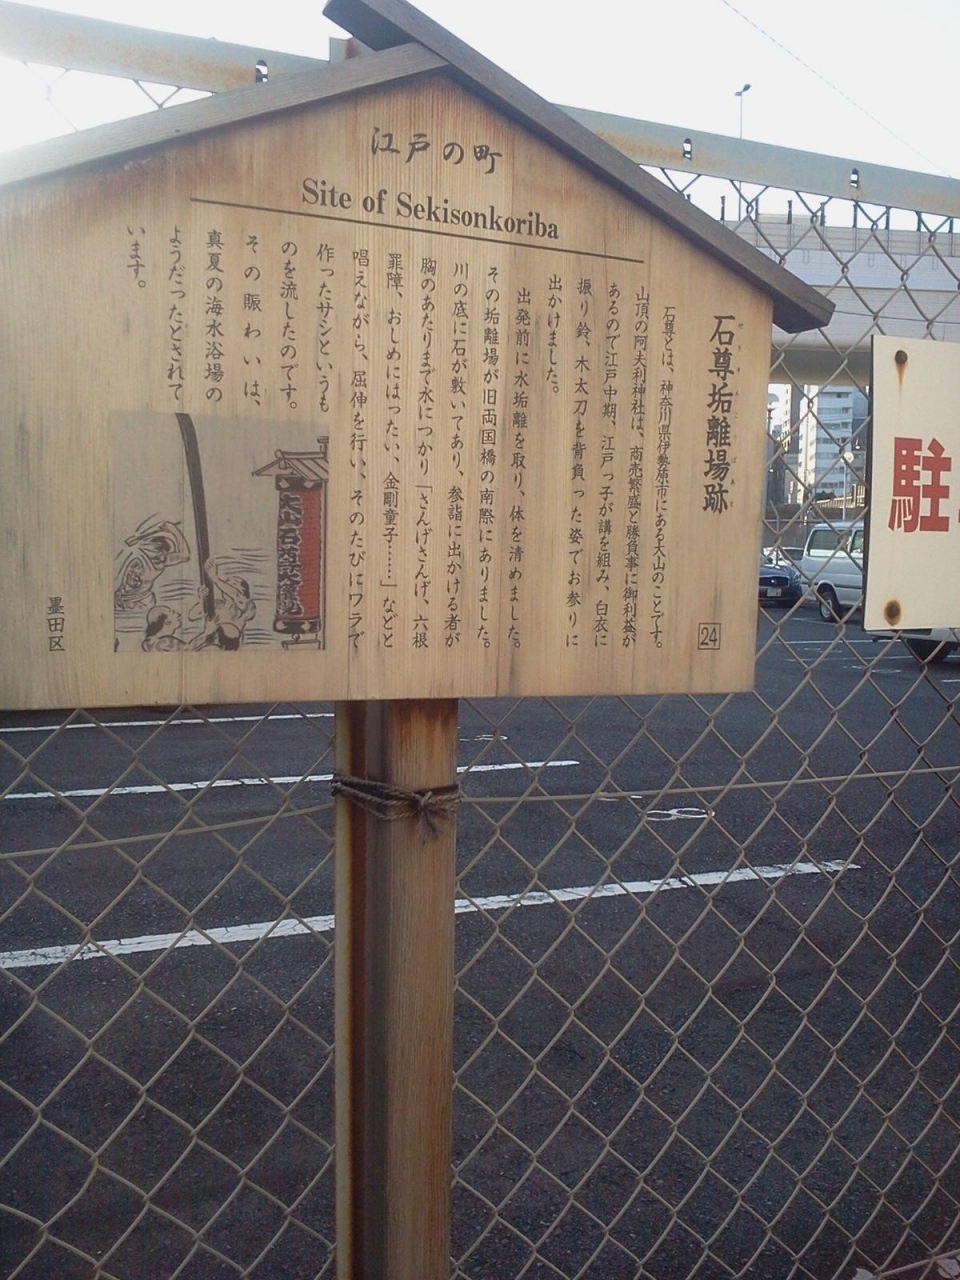 江戸の町
Site of Sekisonkoriba
石尊垢離場跡
石尊とは、神奈川県伊勢原市にある大山のことです。
山頂の阿夫利神社は、商売繁盛と勝負事に御利益が
あるので江戸中期、江戸っ子が講を組み、白衣に
振り鈴、木太刀を背負った姿でお参りに
出かけました。
出発前に水垢離を取り、体を清めました。
その垢離場が旧両国橋の南際にありました。
川の底に石が敷いてあり、参詣に出かける者が
胸のあたりまで水につかり「さんげさんげ、六根
罪障、おしめにはったい、金剛童子……」などと
唱えながら、屈伸を行い、そのたびにワラで
作ったサシというも
のを流したのです。
その賑わいは、
真夏の海水浴場の
ようだったとされて
います。
24
墨田区
駐